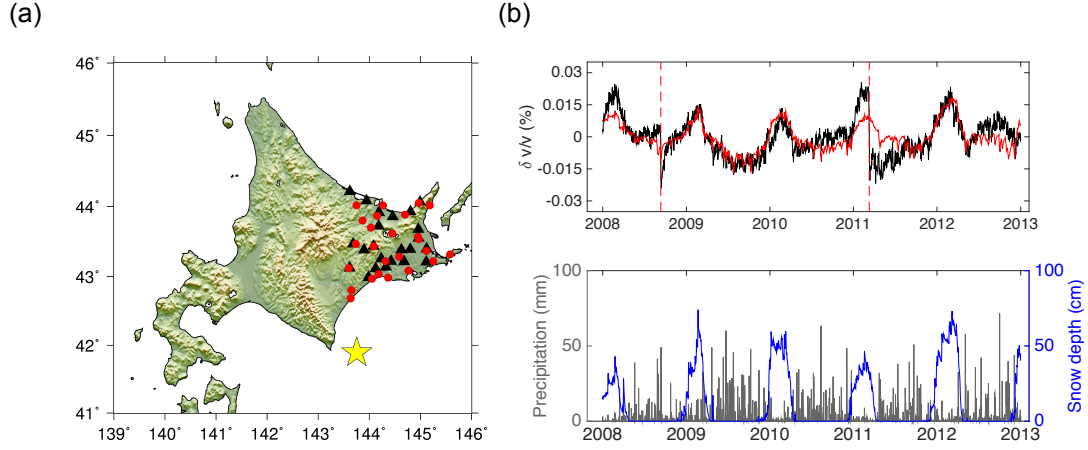 (a)
(b)
46˚
45˚
44˚
43˚
42˚
41˚
139˚ 140˚ 141˚ 142˚ 143˚ 144˚ 145˚ 146˚
δ v/v (%)
0.03
0.015
0
-0.015
-0.03
2008 2009 2010 2011 2012 2013
Precipitation (mm)
100
50
0
Snow depth (cm)
100
50
0
2008 2009 2010 2011 2012 2013